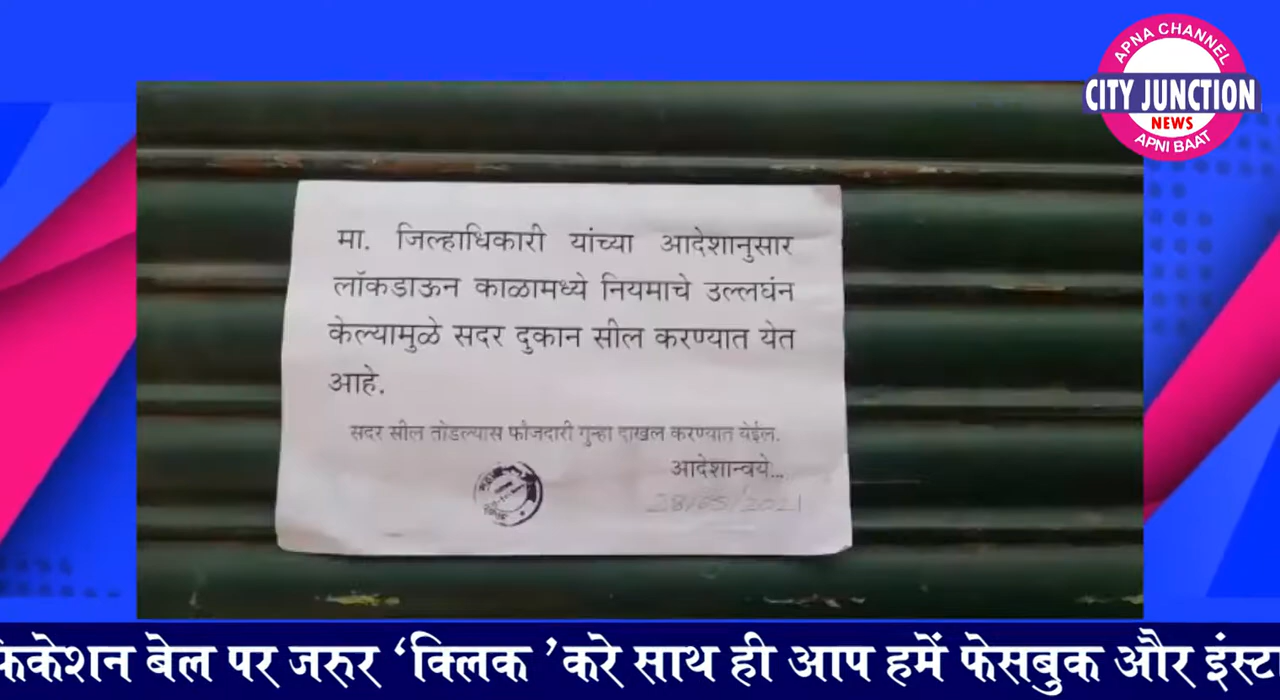 APNA CHANNEL
CITY JUNCTION
NEWS
APNI BAAT
मा. जिल्हाधिकारी यांच्या आदेशानुसार
लॉकडाऊन काळामध्ये नियमाचे उल्लघंन
केल्यामुळे सदर दुकान सील करण्यात येत
आहे.
सदर सील तोडल्यास फौजदारी गुन्हा दाखल करण्यात येईल.
आदेशान्वये...
28/05/2021
बेल पर जरुर ‘क्लिक ’करे साथ ही आप हमें फेसबुक और